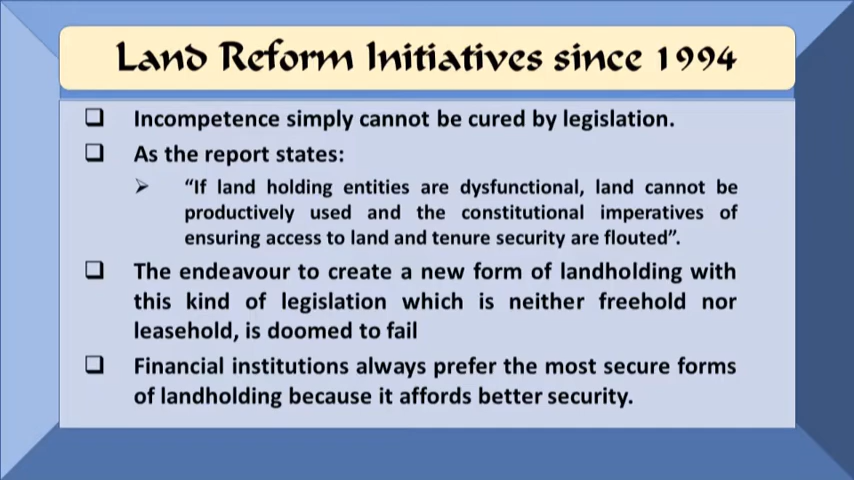 Land Reform Initiatives since 1994
❑ Incompetence simply cannot be cured by legislation.
❑ As the report states:
➢ “If land holding entities are dysfunctional, land cannot be
productively used and the constitutional imperatives of
ensuring access to land and tenure security are flouted”.
❑ The endeavour to create a new form of landholding with
this kind of legislation which is neither freehold nor
leasehold, is doomed to fail
❑ Financial institutions always prefer the most secure forms
of landholding because it affords better security.